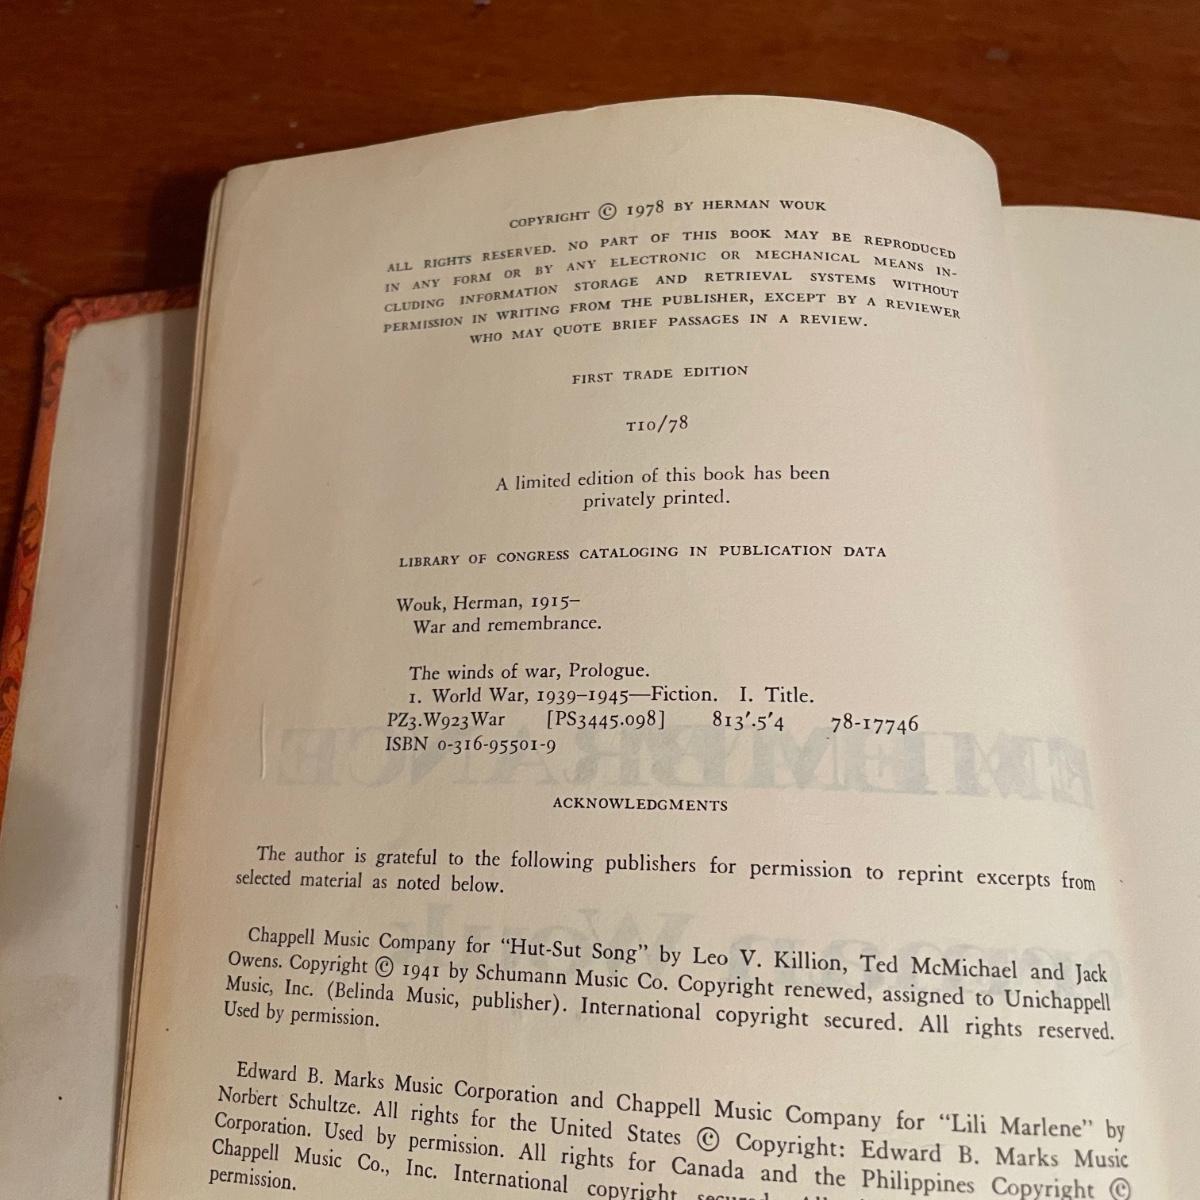 COPYRIGHT © 1978 BY HERMAN WOUK
ALL RIGHTS RESERVED. NO PART OF THIS BOOK MAY BE REPRODUCED
IN ANY FORM OR BY ANY ELECTRONIC OR MECHANICAL MEANS IN-
CLUDING INFORMATION STORAGE AND RETRIEVAL SYSTEMS WITHOUT
PERMISSION IN WRITING FROM THE PUBLISHER, EXCEPT BY A REVIEWER
WHO MAY QUOTE BRIEF PASSAGES IN A REVIEW.
FIRST TRADE EDITION
T10/78
A limited edition of this book has been
privately printed.
LIBRARY OF CONGRESS CATALOGING IN PUBLICATION DATA
Wouk, Herman, 1915–
War and remembrance.
The winds of war, Prologue.
1. World War, 1939–1945—Fiction. I. Title.
PZ3.W923War [PS3445.098] 813'.5'4 78-17746
ISBN 0-316-95501-9
ACKNOWLEDGMENTS
The author is grateful to the following publishers for permission to reprint excerpts from
selected material as noted below.
Chappell Music Company for “Hut-Sut Song” by Leo V. Killion, Ted McMichael and Jack
Owens. Copyright © 1941 by Schumann Music Co. Copyright renewed, assigned to Unichappell
Music, Inc. (Belinda Music, publisher). International copyright secured. All rights reserved.
Used by permission.
Edward B. Marks Music Corporation and Chappell Music Company for “Lili Marlene” by
Norbert Schultze. All rights for the United States © Copyright: Edward B. Marks Music
Corporation. Used by permission. All rights for Canada and the Philippines Copyright ©
Chappell Music Co., Inc. International copyright secured. All
permission.